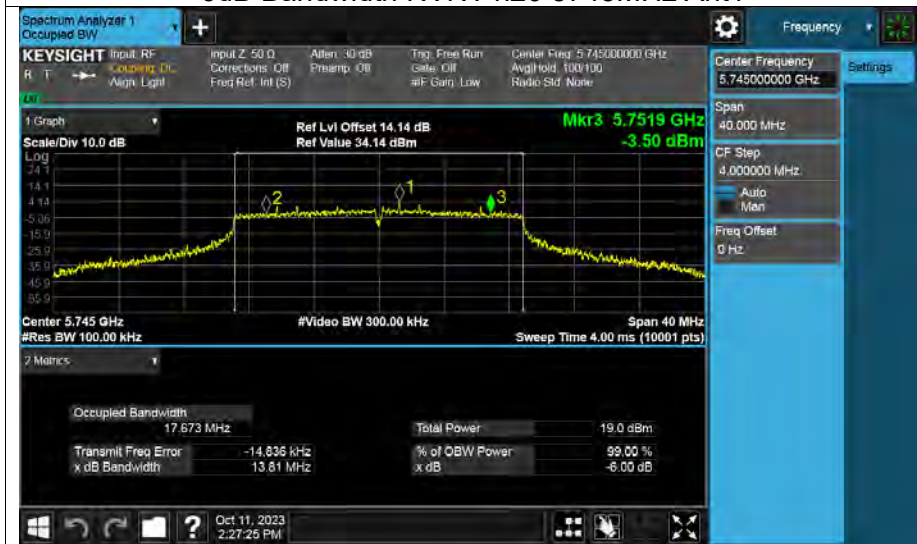 Spectrum Analyzer 1
Occupied BW
+
Frequency
KEYSIGHT Input: RF
R T Coupling: DC
Align: Light
Input Z: 50 Ω
Corrections: Off
Freq Ref: Int (S)
Atten: 30 dB
Preamp: Off
Trig: Free Run
Gate: Off
#IF Gain: Low
Center Freq: 5.745000000 GHz
Avg|Hold: 100/100
Radio Std: None
Center Frequency
5.745000000 GHz
Settings
Span
40.000 MHz
CF Step
4.000000 MHz
Auto
Man
Freq Offset
0 Hz
1 Graph
Scale/Div 10.0 dB
Ref Lvl Offset 14.14 dB
Ref Value 34.14 dBm
Mkr3 5.7519 GHz
-3.50 dBm
Log
24.1
14.1
4.14
-5.86
-15.9
-25.9
-35.9
-45.9
-55.9
2
1
3
Center 5.745 GHz
#Video BW 300.00 kHz
Span 40 MHz
#Res BW 100.00 kHz
Sweep Time 4.00 ms (10001 pts)
2 Metrics
Occupied Bandwidth
17.673 MHz
Total Power 19.0 dBm
Transmit Freq Error -14.836 kHz
% of OBW Power 99.00 %
x dB Bandwidth 13.81 MHz
x dB -6.00 dB
?
Oct 11, 2023
2:27:25 PM